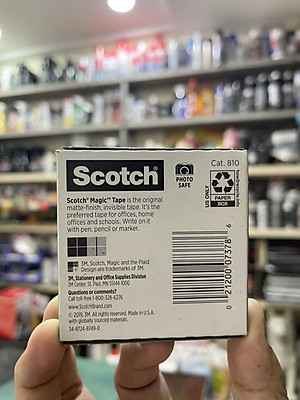 Scotch®
PHOTO
SAFE
Cat. 810
US ONLY
PAPER
BOX
how2recycle.info
Scotch® Magic™ Tape is the original
matte-finish, invisible tape. It's the
preferred tape for offices, home
offices and schools. Write on it
with pen, pencil or marker.
3M, Scotch, Magic and the Plaid
Design are trademarks of 3M.
3M, Stationery and Office Supplies Division
3M Center, St. Paul, MN 55144-1000
Questions or comments?
Call toll-free 1-800-328-6276
www.ScotchBrand.com
© 2019, 3M. All rights reserved. Made in U.S.A.
with globally sourced materials.
34-8724-8749-0
0 21200 07378 6